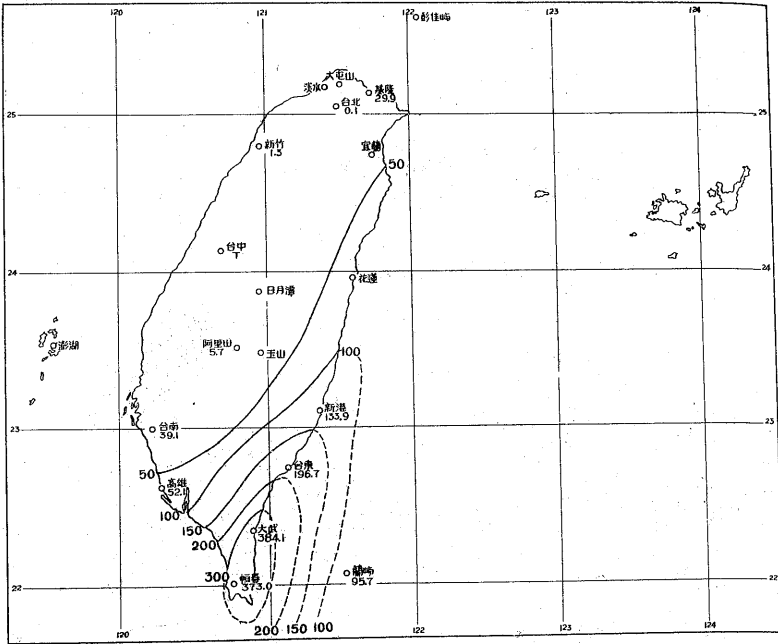 120
121
122
123
124
彭佳嶼
大屯山
淡水
基隆
29.9
台北
0.1
25
25
新竹
1.3
宜蘭
50
台中
T
24
24
花蓮
日月潭
阿里山
5.7
玉山
100
澎湖
新港
133.9
台南
39.1
23
23
50
台東
196.7
高雄
52.1
100
150
200
大武
384.1
300
恒春
373.0
蘭嶼
95.7
22
22
200 150 100
120
121
122
123
124